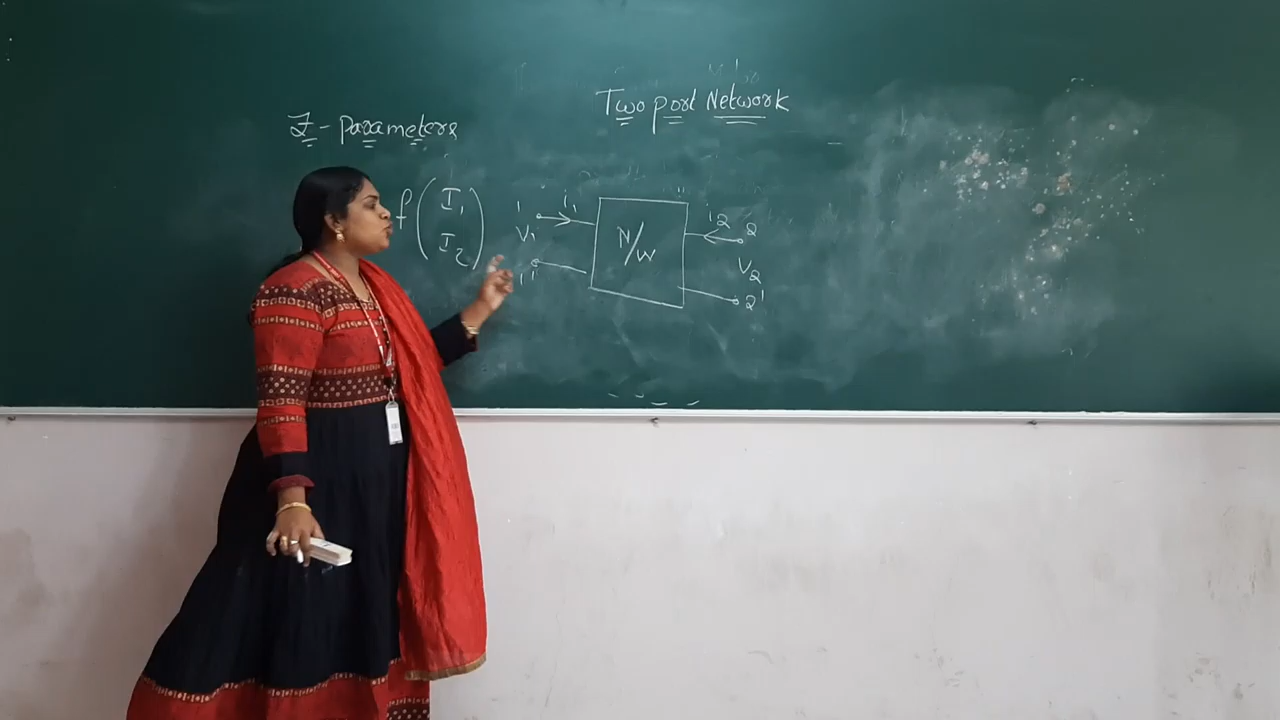 Two port Network
Z - parameters
f ( I1
I2 )
1 i1 i2 2
V1 N/W V2
1' 2'